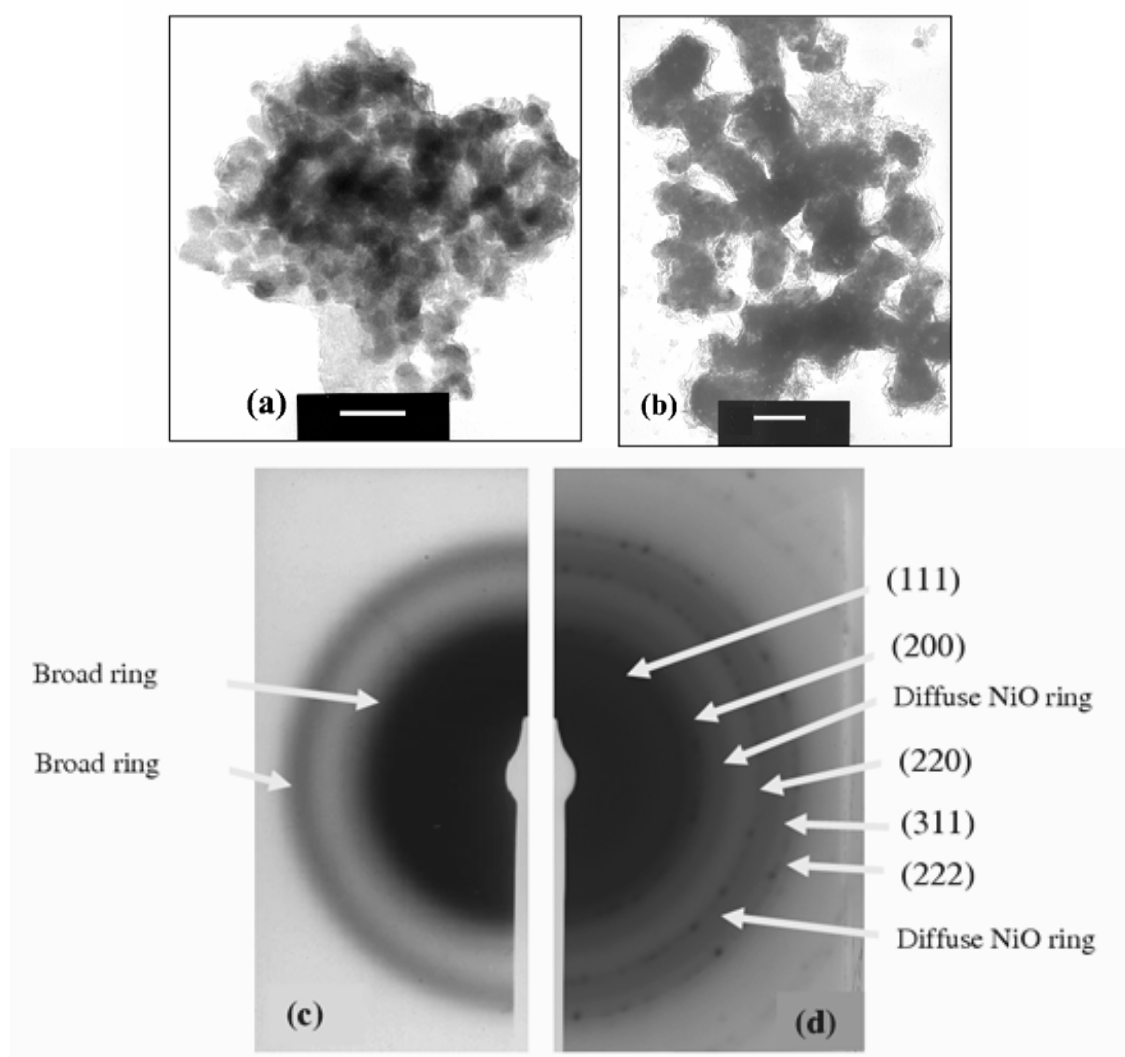 (a)
(b)
(111)
(200)
Broad ring
Diffuse NiO ring
Broad ring
(220)
(311)
(222)
Diffuse NiO ring
(c)
(d)